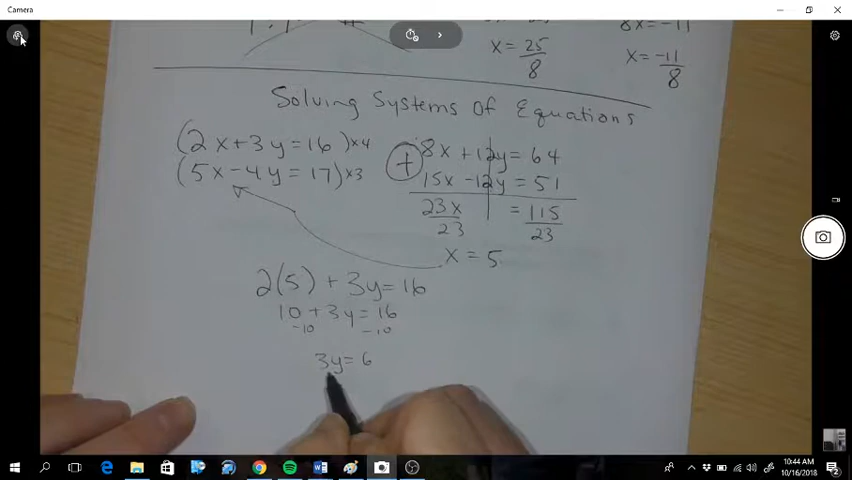 Camera
x = 25/8
8x = -11
x = -11/8
Solving Systems Of Equations
(2x + 3y = 16) x4
(5x - 4y = 17) x3
+ 8x + 12y = 64
15x - 12y = 51
23x/23 = 115/23
x = 5
2(5) + 3y = 16
10 + 3y = 16
-10 -10
3y = 6
10:44 AM
10/16/2018